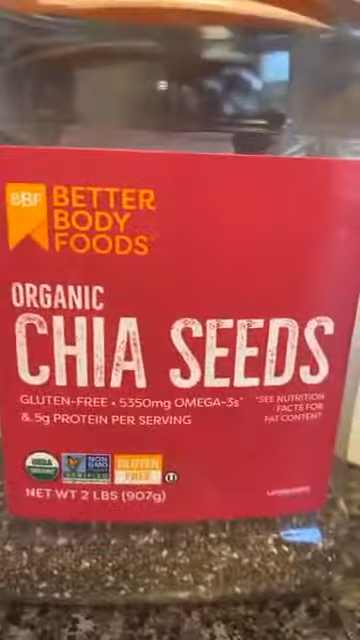 BBF
BETTER
BODY
FOODS
ORGANIC
CHIA SEEDS
GLUTEN-FREE • 5350mg OMEGA-3s*
& 5g PROTEIN PER SERVING
*SEE NUTRITION
FACTS FOR
FAT CONTENT
USDA
ORGANIC
NON
GMO
VERIFIED
GLUTEN
FREE
NET WT 2 LBS (907g)